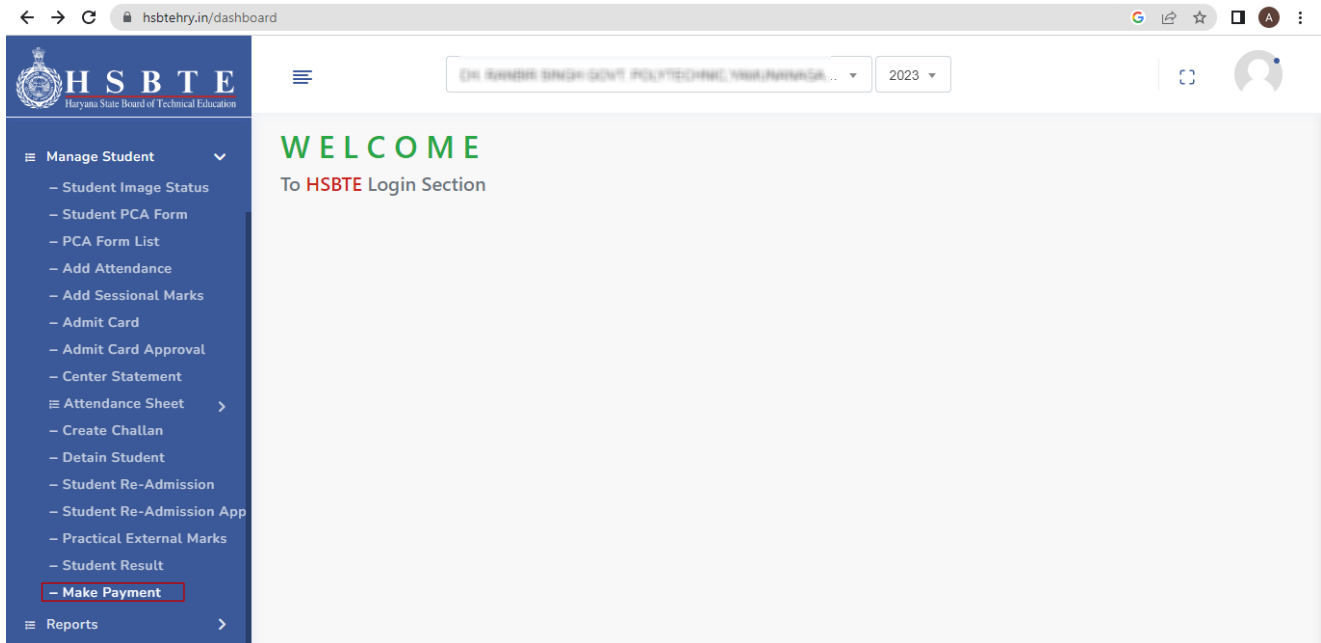 hsbtehry.in/dashboard
H S B T E
Haryana State Board of Technical Education
2023
Manage Student
– Student Image Status
– Student PCA Form
– PCA Form List
– Add Attendance
– Add Sessional Marks
– Admit Card
– Admit Card Approval
– Center Statement
Attendance Sheet
– Create Challan
– Detain Student
– Student Re-Admission
– Student Re-Admission App
– Practical External Marks
– Student Result
– Make Payment
Reports
WELCOME
To HSBTE Login Section
G
A